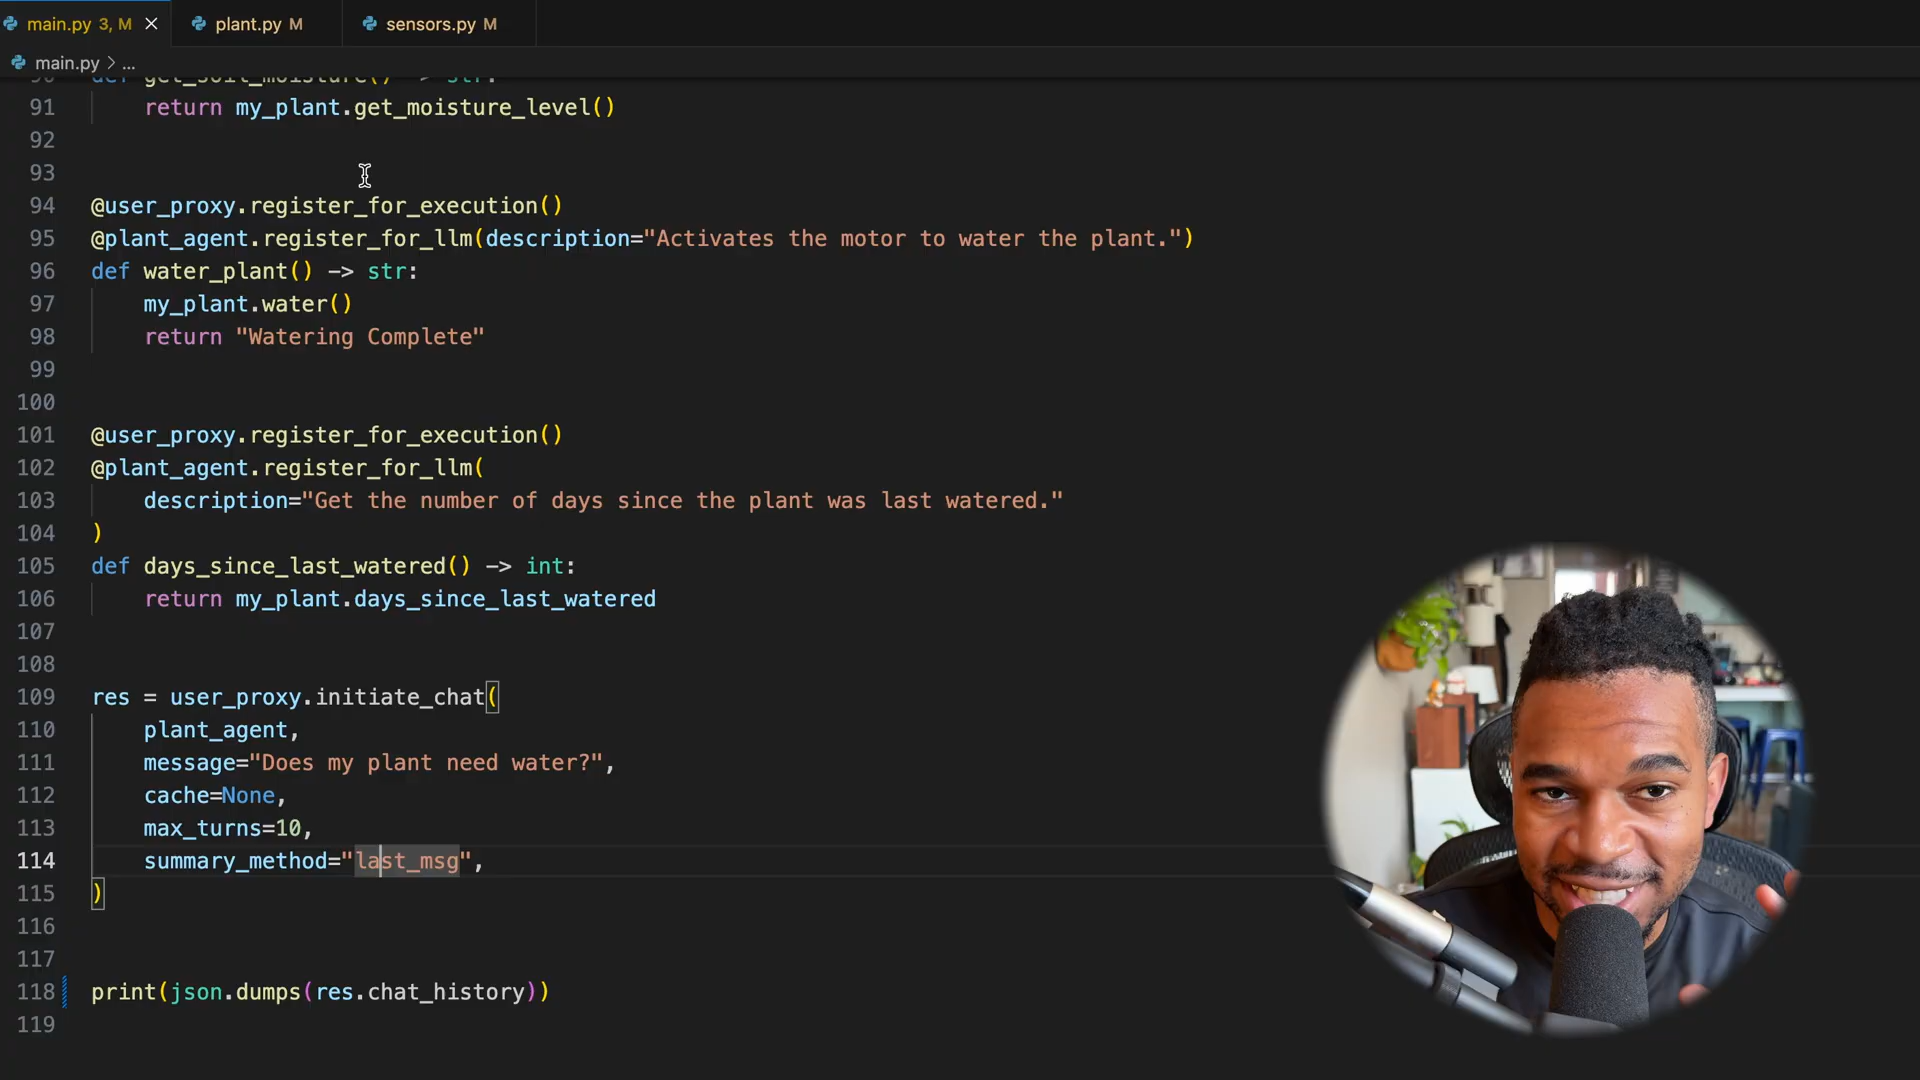 main.py 3, M
plant.py M
sensors.py M
main.py > ...
90 def get_soil_moisture() -> str:
91 return my_plant.get_moisture_level()
92
93
94 @user_proxy.register_for_execution()
95 @plant_agent.register_for_llm(description="Activates the motor to water the plant.")
96 def water_plant() -> str:
97 my_plant.water()
98 return "Watering Complete"
99
100
101 @user_proxy.register_for_execution()
102 @plant_agent.register_for_llm(
103 description="Get the number of days since the plant was last watered."
104 )
105 def days_since_last_watered() -> int:
106 return my_plant.days_since_last_watered
107
108
109 res = user_proxy.initiate_chat(
110 plant_agent,
111 message="Does my plant need water?",
112 cache=None,
113 max_turns=10,
114 summary_method="last_msg",
115 )
116
117
118 print(json.dumps(res.chat_history))
119